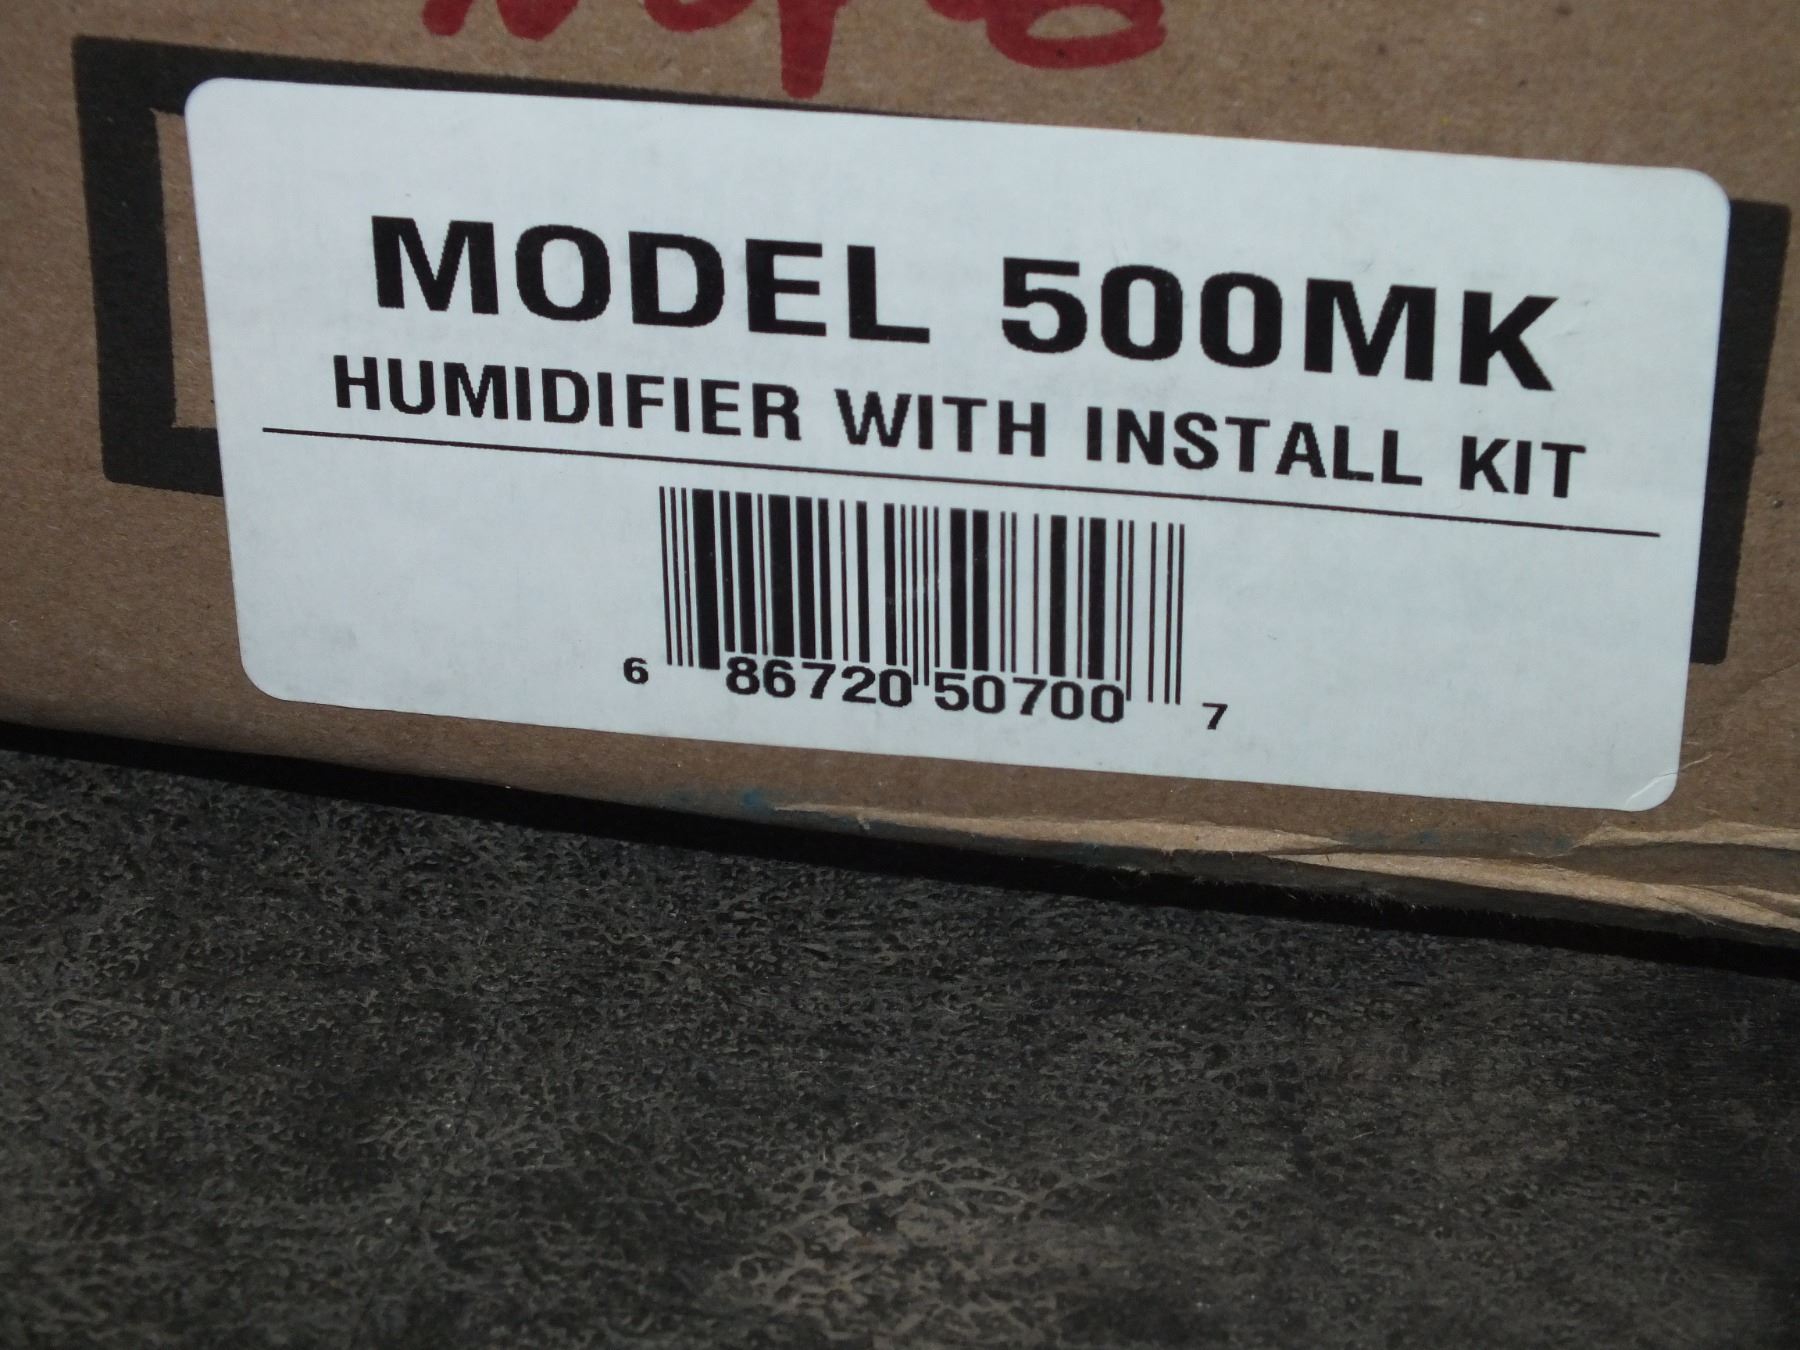 MODEL 500MK
HUMIDIFIER WITH INSTALL KIT
6 86720 50700 7